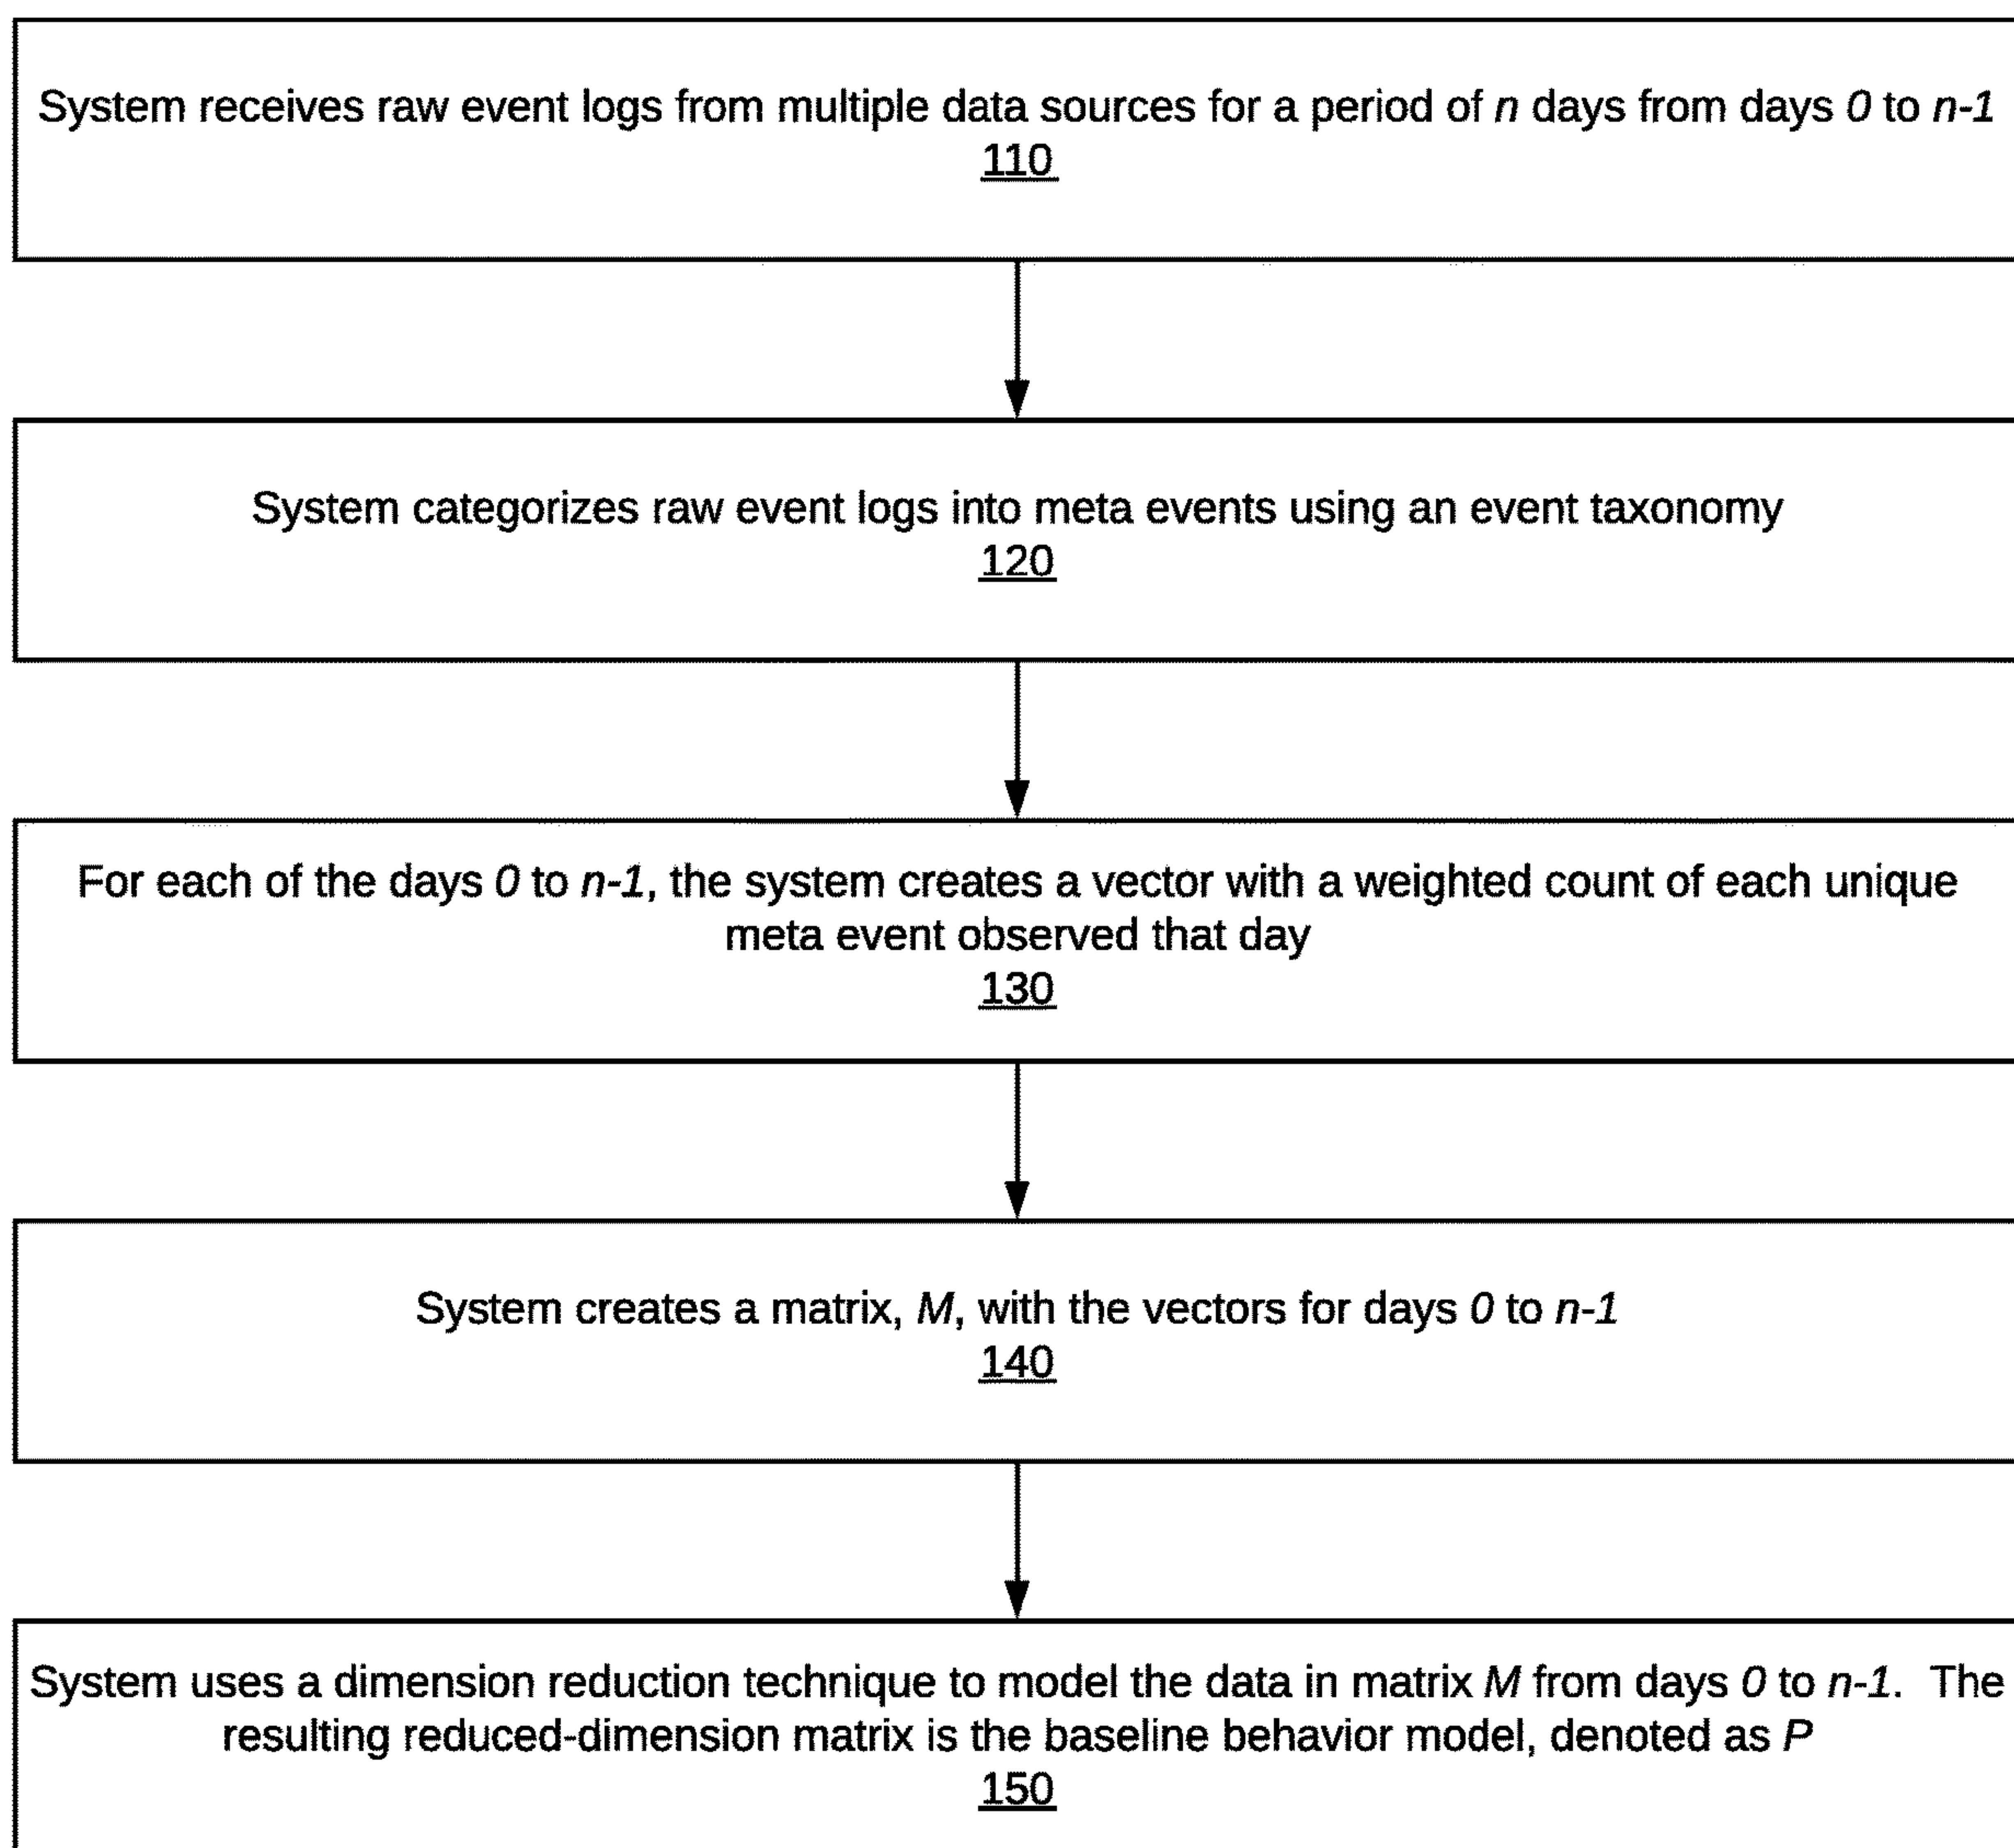 System receives raw event logs from multiple data sources for a period of n days from days 0 to n-1
110
System categorizes raw event logs into meta events using an event taxonomy
120
For each of the days 0 to n-1, the system creates a vector with a weighted count of each unique
meta event observed that day
130
System creates a matrix, M, with the vectors for days 0 to n-1
140
System uses a dimension reduction technique to model the data in matrix M from days 0 to n-1.  The
resulting reduced-dimension matrix is the baseline behavior model, denoted as P
150